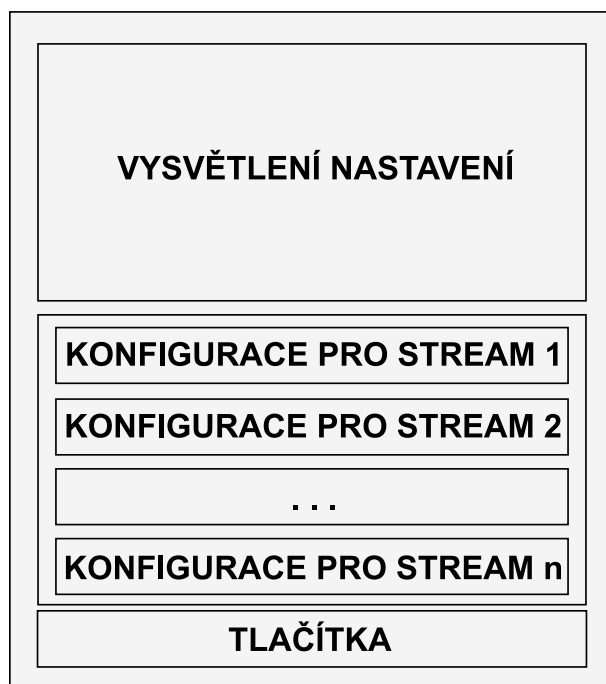 VYSVĚTLENÍ NASTAVENÍ
KONFIGURACE PRO STREAM 1
KONFIGURACE PRO STREAM 2
. . .
KONFIGURACE PRO STREAM n
TLAČÍTKA